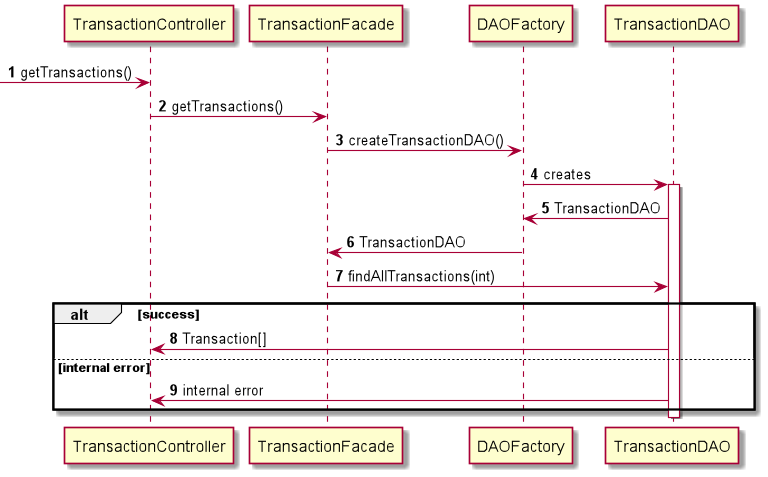 TransactionController TransactionFacade DAOFactory TransactionDAO
1 getTransactions()
2 getTransactions()
3 createTransactionDAO()
4 creates
5 TransactionDAO
6 TransactionDAO
7 findAllTransactions(int)
alt [success]
8 Transaction[]
[internal error]
9 internal error
TransactionController TransactionFacade DAOFactory TransactionDAO